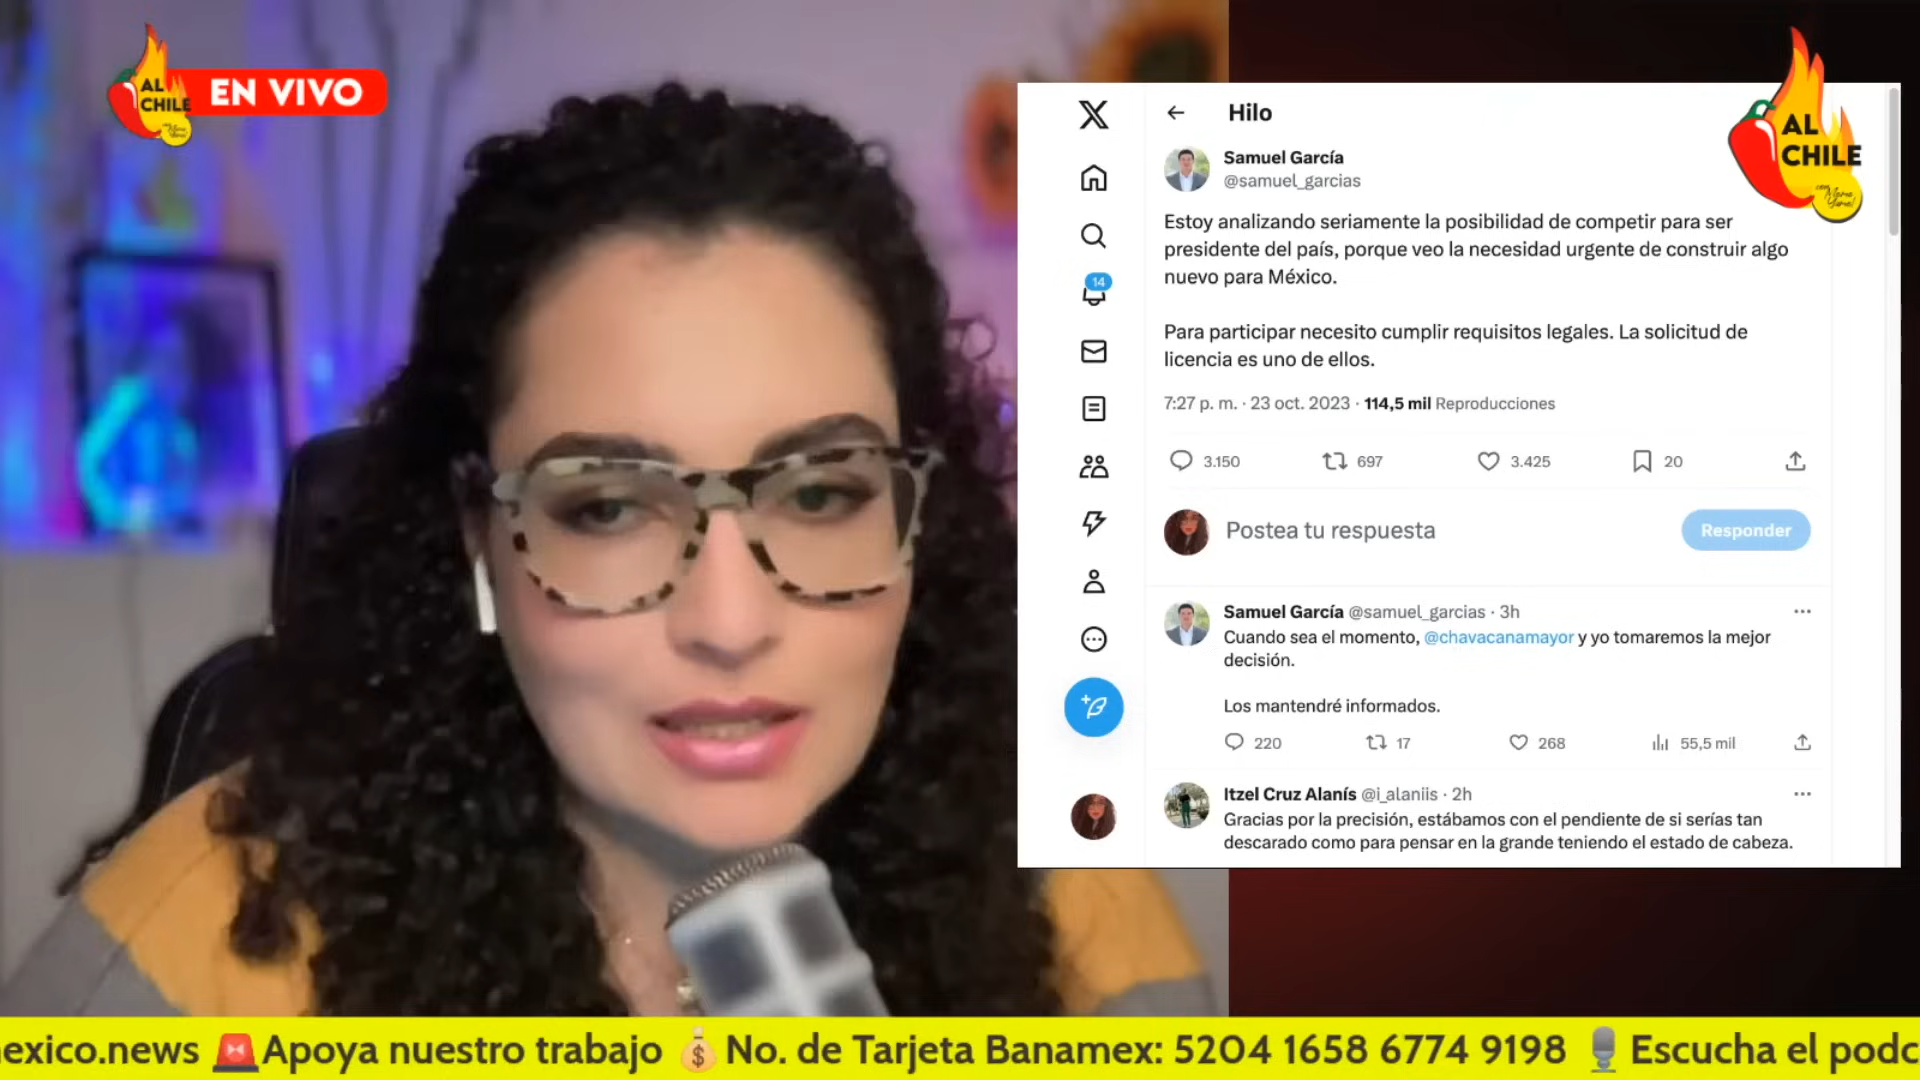 AL
CHILE
EN VIVO
Hilo
Samuel García
@samuel_garcias
Estoy analizando seriamente la posibilidad de competir para ser
presidente del país, porque veo la necesidad urgente de construir algo
nuevo para México.
Para participar necesito cumplir requisitos legales. La solicitud de
licencia es uno de ellos.
7:27 p. m. · 23 oct. 2023 · 114,5 mil Reproducciones
3.150 697 3.425 20
Postea tu respuesta
Responder
Samuel García @samuel_garcias · 3h
Cuando sea el momento, @chavacanamayor y yo tomaremos la mejor
decisión.
Los mantendré informados.
220 17 268 55,5 mil
Itzel Cruz Alanís @i_alaniis · 2h
Gracias por la precisión, estábamos con el pendiente de si serías tan
descarado como para pensar en la grande teniendo el estado de cabeza.
14
AL
CHILE
exico.news Apoya nuestro trabajo No. de Tarjeta Banamex: 5204 1658 6774 9198 Escucha el podc